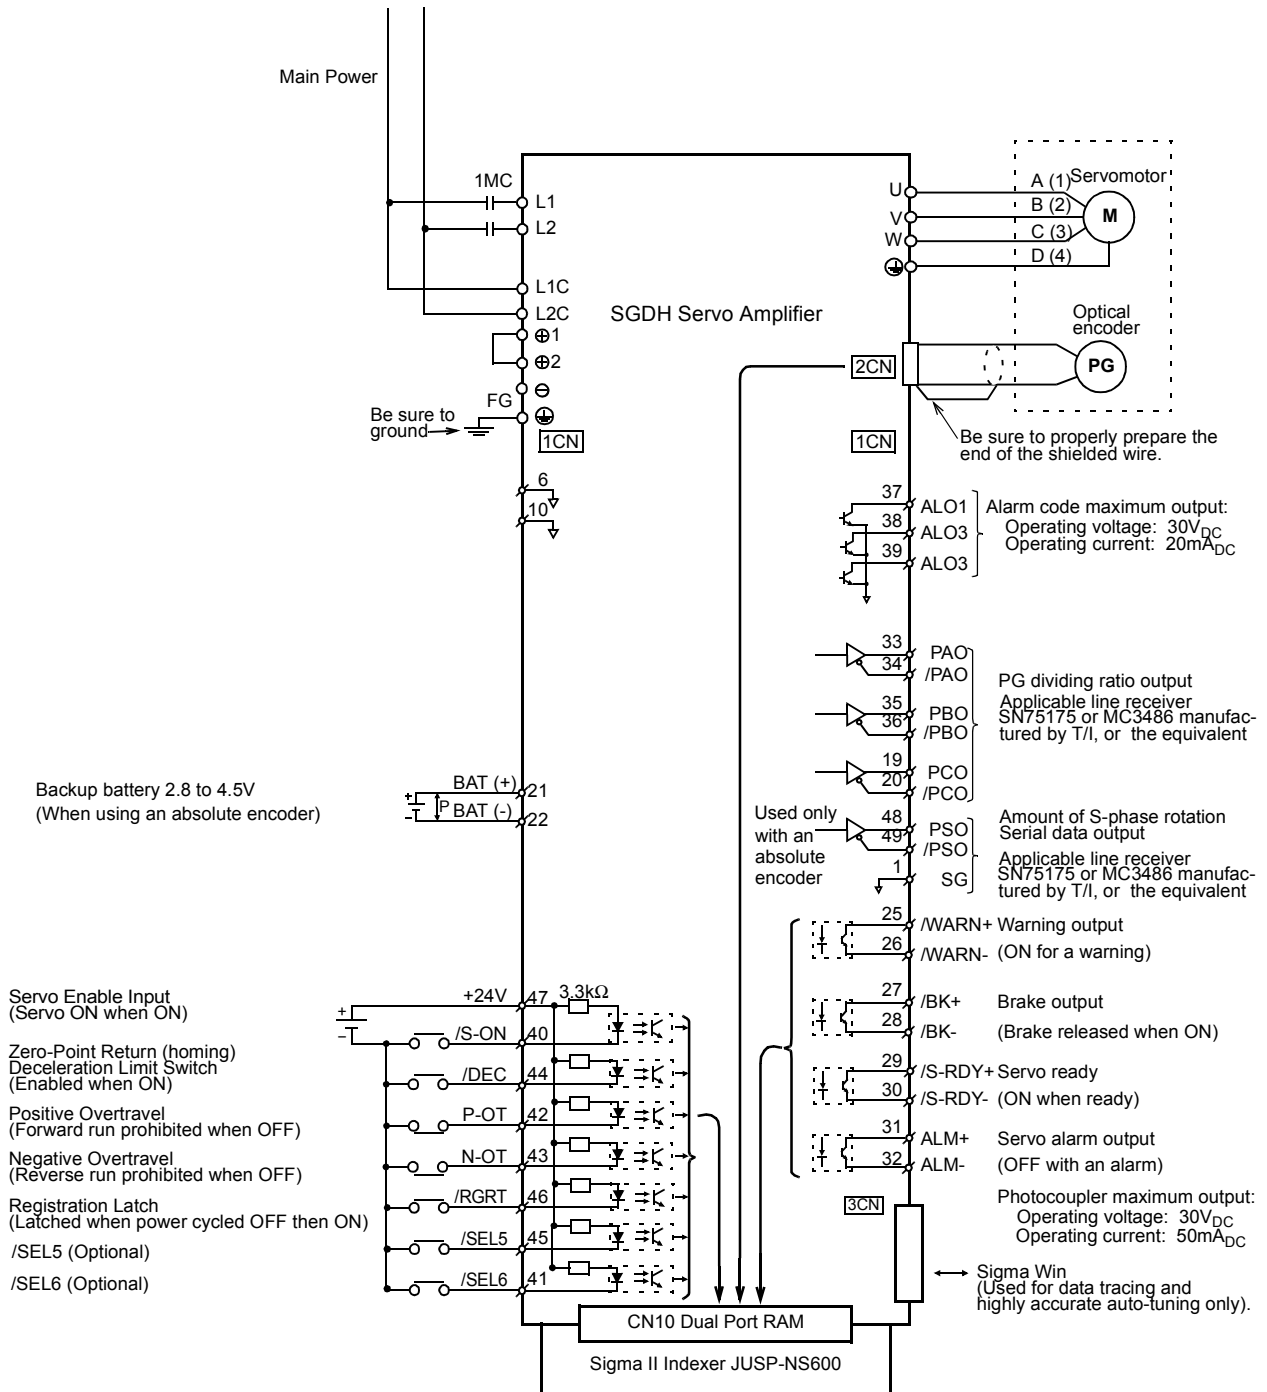 Main Power
1MC
L1
L2
L1C
L2C
⊕1
⊕2
⊖
FG
Be sure to
ground
1CN
6
10
SGDH Servo Amplifier
U
V
W
A (1)
B (2)
C (3)
D (4)
Servomotor
M
2CN
Optical
encoder
PG
Be sure to properly prepare the
end of the shielded wire.
1CN
37
ALO1
38
ALO3
39
ALO3
Alarm code maximum output:
Operating voltage: 30VDC
Operating current: 20mADC
33
PAO
34
/PAO
35
PBO
36
/PBO
19
PCO
20
/PCO
PG dividing ratio output
Applicable line receiver
SN75175 or MC3486 manufac-
tured by T/I, or the equivalent
Backup battery 2.8 to 4.5V
(When using an absolute encoder)
+
-
P
BAT (+)
21
BAT (-)
22
Used only
with an
absolute
encoder
48
PSO
49
/PSO
1
SG
Amount of S-phase rotation
Serial data output
Applicable line receiver
SN75175 or MC3486 manufac-
tured by T/I, or the equivalent
25
/WARN+ Warning output
26
/WARN- (ON for a warning)
27
/BK+ Brake output
28
/BK- (Brake released when ON)
29
/S-RDY+ Servo ready
30
/S-RDY- (ON when ready)
31
ALM+ Servo alarm output
32
ALM- (OFF with an alarm)
Photocoupler maximum output:
Operating voltage: 30VDC
Operating current: 50mADC
3CN
Sigma Win
(Used for data tracing and
highly accurate auto-tuning only).
Servo Enable Input
(Servo ON when ON)
+
−
+24V
47
3.3kΩ
/S-ON
40
Zero-Point Return (homing)
Deceleration Limit Switch
(Enabled when ON)
/DEC
44
Positive Overtravel
(Forward run prohibited when OFF)
P-OT
42
Negative Overtravel
(Reverse run prohibited when OFF)
N-OT
43
Registration Latch
(Latched when power cycled OFF then ON)
/RGRT
46
/SEL5 (Optional)
/SEL5
45
/SEL6 (Optional)
/SEL6
41
CN10 Dual Port RAM
Sigma II Indexer JUSP-NS600